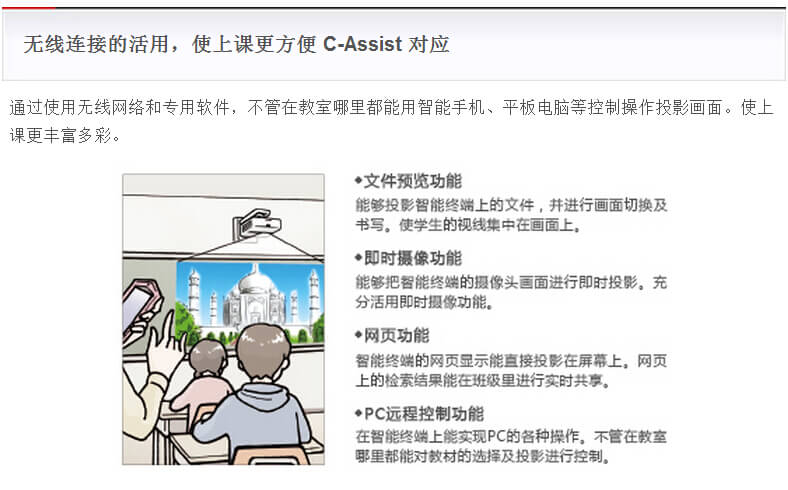 无线连接的活用，使上课更方便 C-Assist 对应
通过使用无线网络和专用软件，不管在教室哪里都能用智能手机、平板电脑等控制操作投影画面。使上
课更丰富多彩。
◆文件预览功能
能够投影智能终端上的文件，并进行画面切换及
书写。使学生的视线集中在画面上。
◆即时摄像功能
能够把智能终端的摄像头画面进行即时投影。充
分活用即时摄像功能。
◆网页功能
智能终端的网页显示能直接投影在屏幕上。网页
上的检索结果能在班级里进行实时共享。
◆PC远程控制功能
在智能终端上能实现PC的各种操作。不管在教室
哪里都能对教材的选择及投影进行控制。